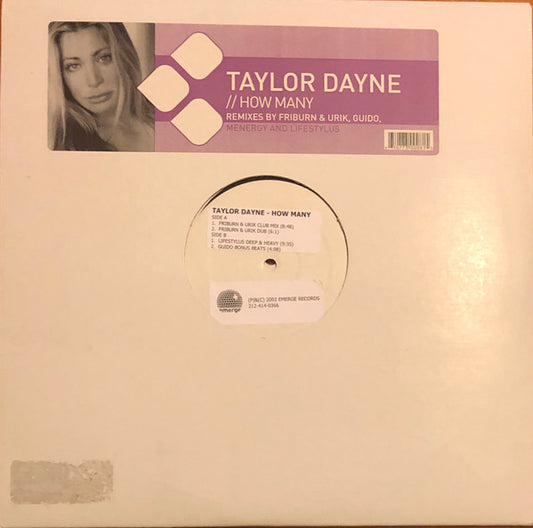 TAYLOR DAYNE
// HOW MANY
REMIXES BY FRIBURN & URIK, GUIDO,
MENERGY AND LIFESTYLUS
TAYLOR DAYNE - HOW MANY
SIDE A
1. FRIBURN & URIK CLUB MIX (8:48)
2. FRIBURN & URIK DUB (6:1)
SIDE B
1. LIFESTYLUS DEEP & HEAVY (9:35)
2. GUIDO BONUS BEATS (4:08)
(P)&(C) 2002 EMERGE RECORDS
212-414-0366
emerge